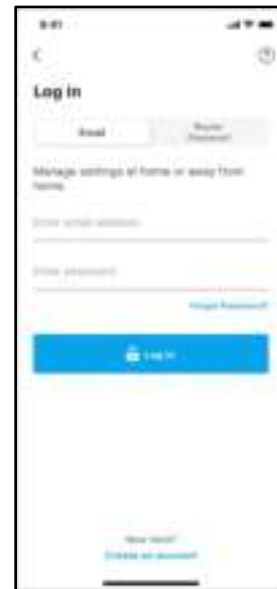 9:41
Log in
Email
Router
Password
Manage settings at home or away from
home.
Enter email address
Enter password
Forgot Password?
Log in
New here?
Create an account